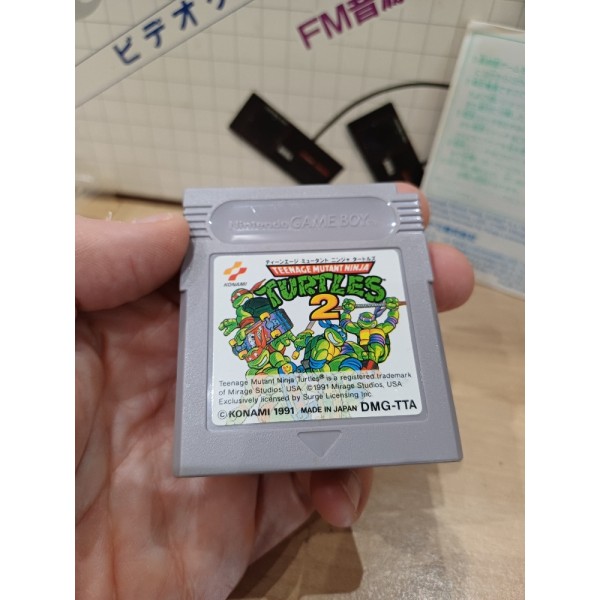 ビデオ
FM音源
Nintendo GAME BOY
ティーンエージ ミュータント ニンジャ タートルズ
TEENAGE MUTANT NINJA
TURTLES
2
KONAMI
Teenage Mutant Ninja Turtles® is a registered trademark
of Mirage Studios, USA. ©1991 Mirage Studios, USA.
Exclusively licensed by Surge Licensing Inc.
©KONAMI 1991 MADE IN JAPAN DMG-TTA